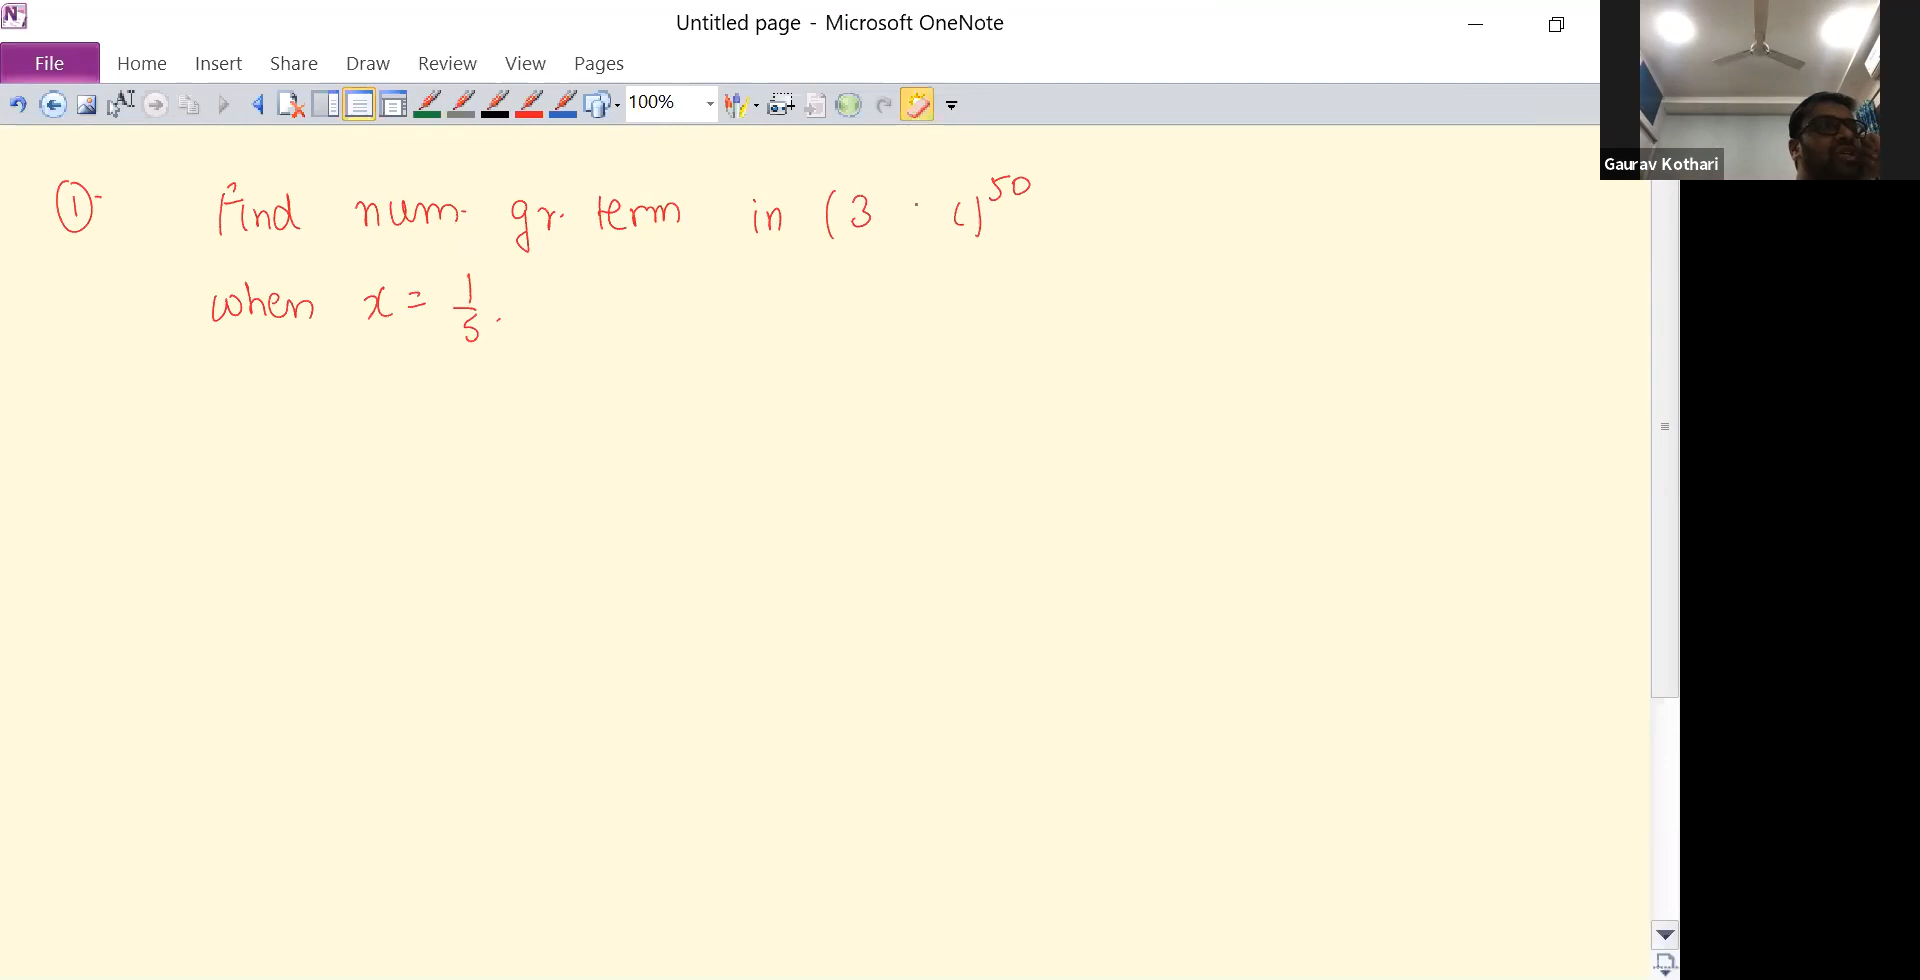 Untitled page - Microsoft OneNote
File Home Insert Share Draw Review View Pages
100%
Gaurav Kothari
① Find num. gr. term in (3 )^50
when x = 1/5.